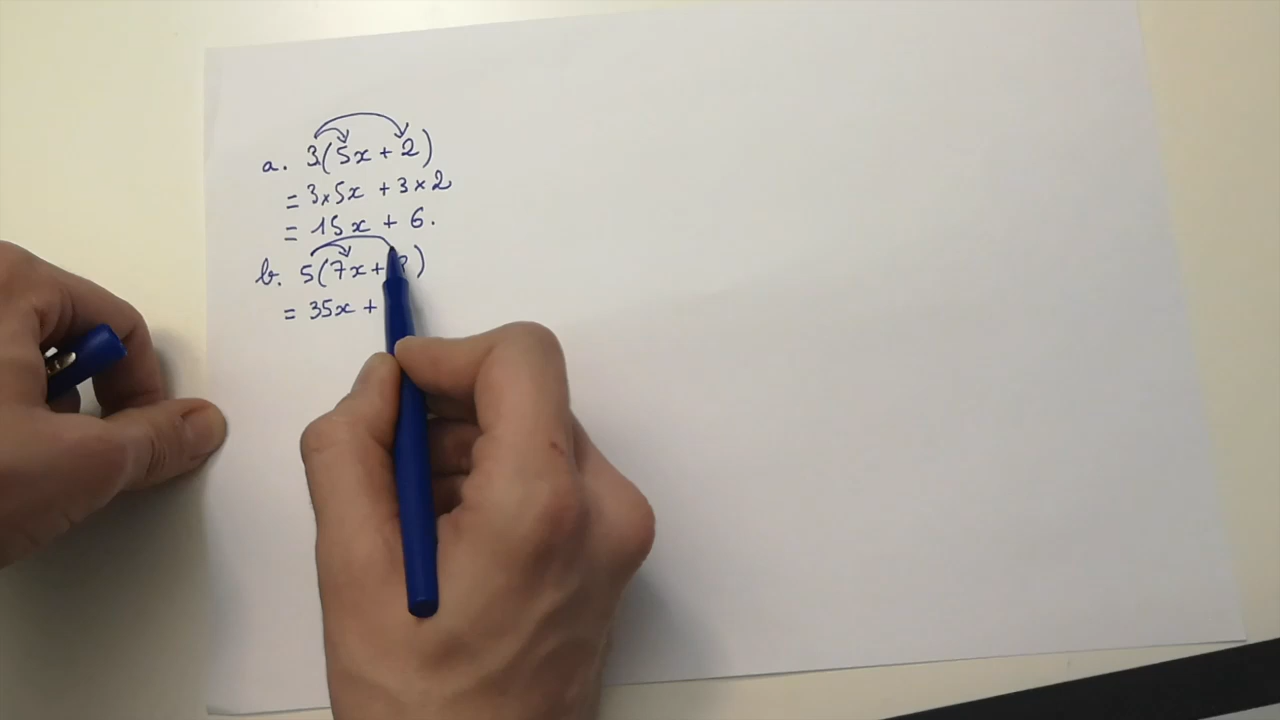 a. 3(5x + 2)
= 3×5x + 3×2
= 15x + 6.
b. 5(7x+ )
= 35x +